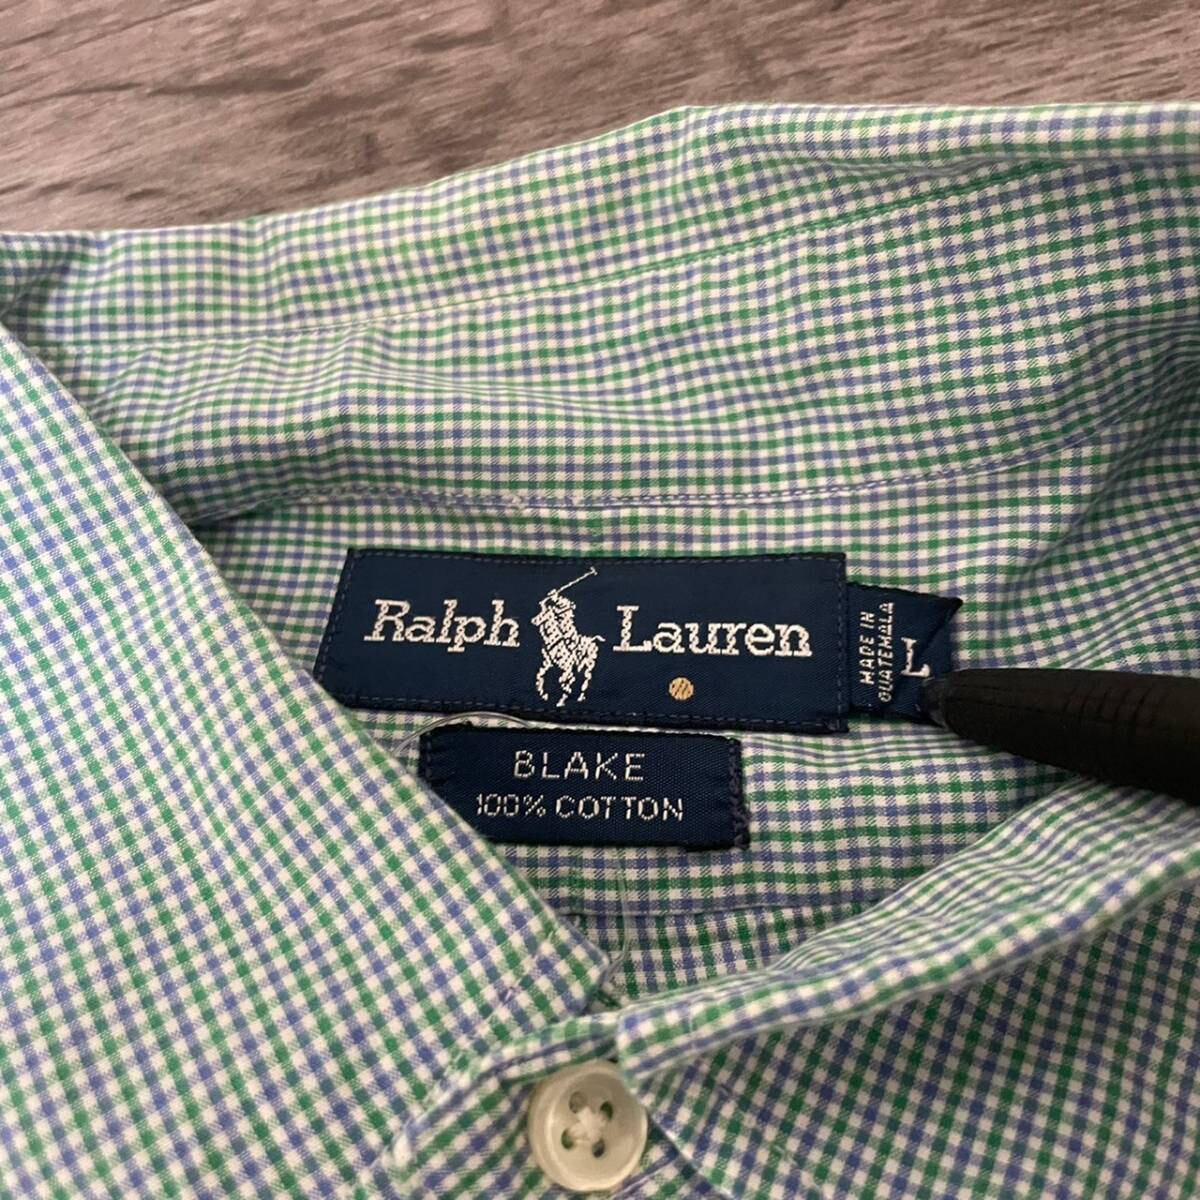 Ralph Lauren
MADE IN
GUATEMALA
L
BLAKE
100% COTTON